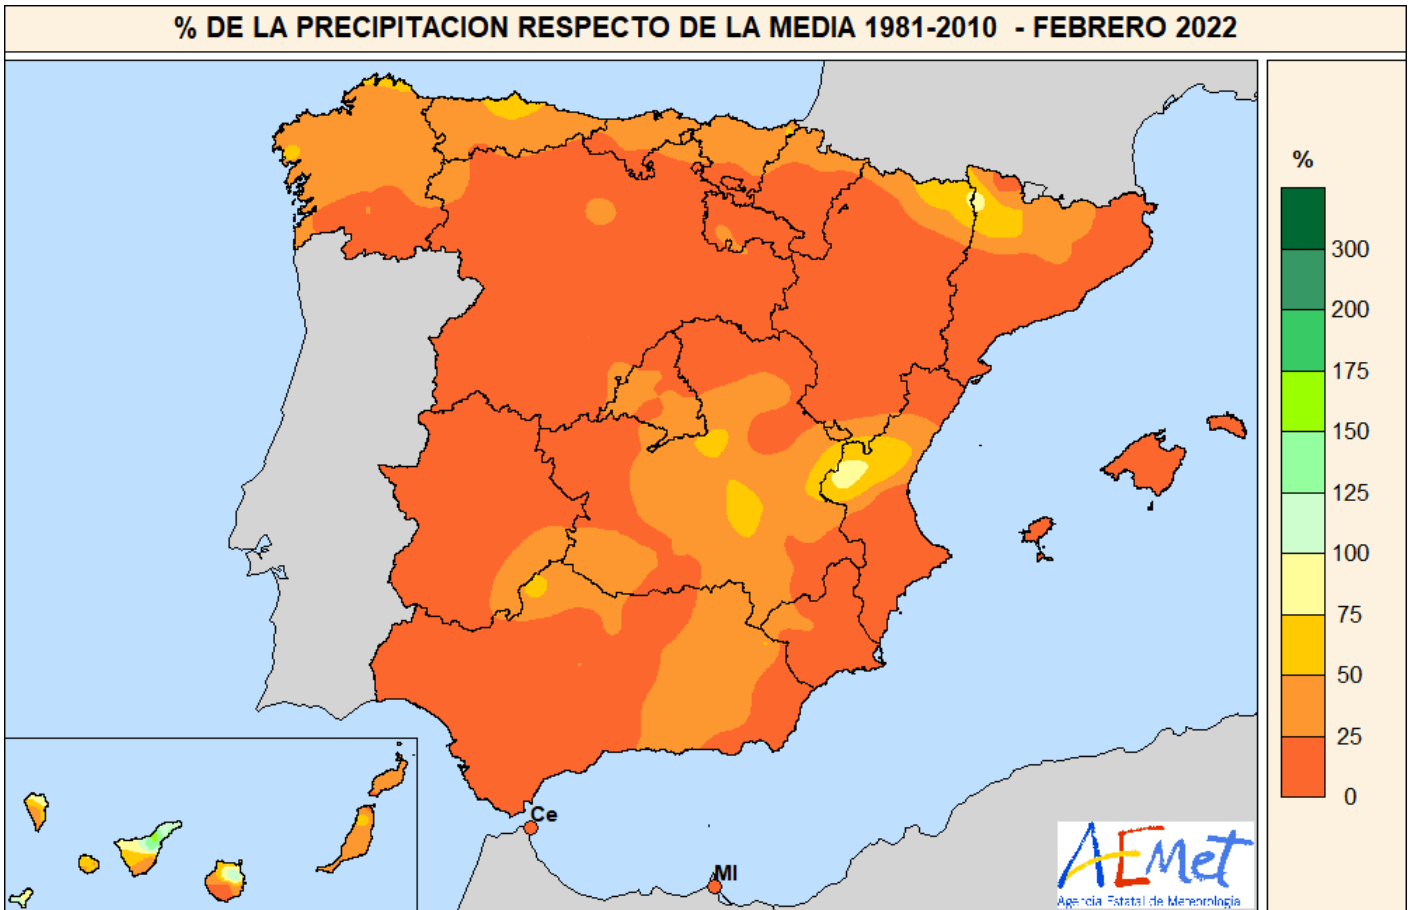 % DE LA PRECIPITACION RESPECTO DE LA MEDIA 1981-2010 - FEBRERO 2022
%
300
200
175
150
125
100
75
50
25
0
Ce
Ml
AEMet
Agencia Estatal de Meteorología